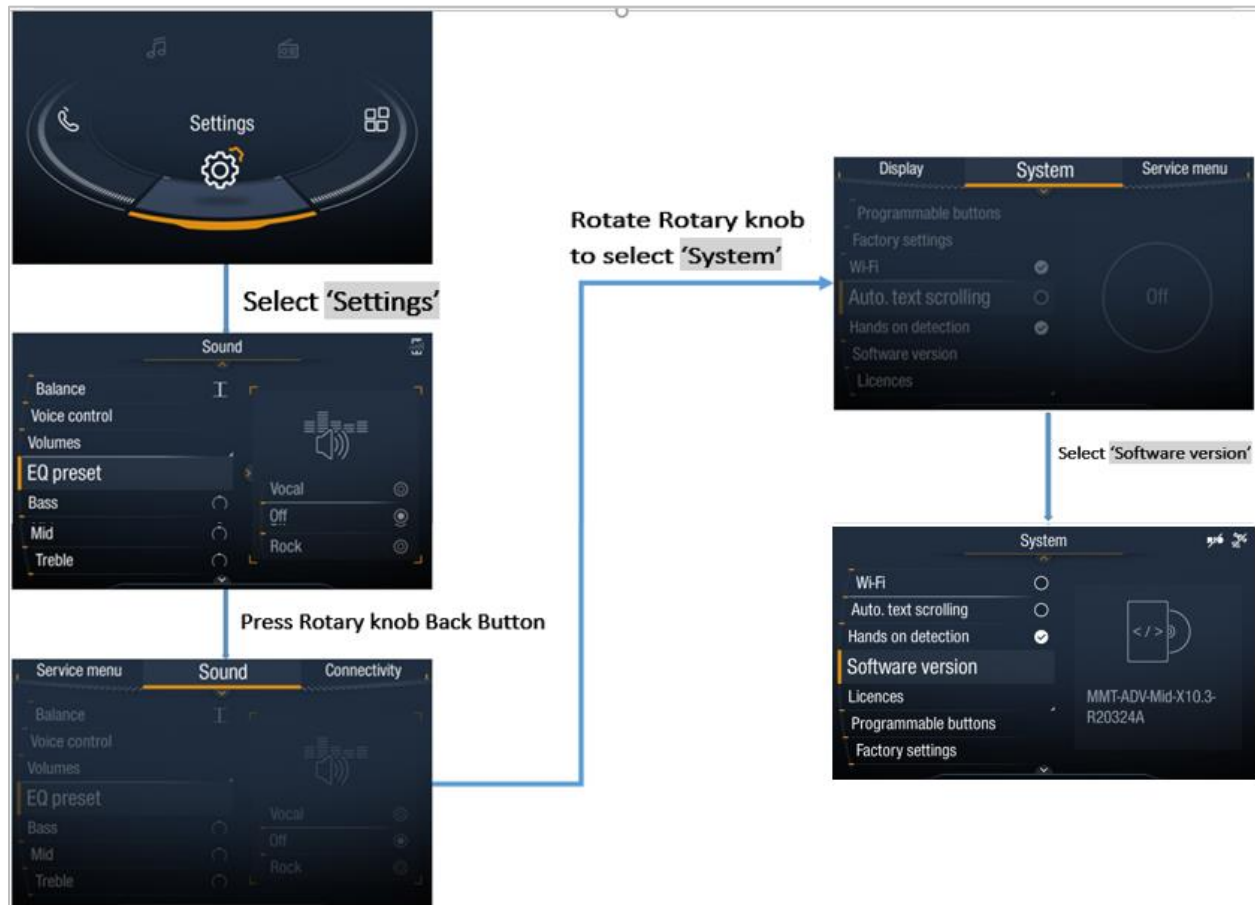 Settings
Select 'Settings'
Sound
Balance
Voice control
Volumes
EQ preset
Bass
Mid
Treble
Vocal
Off
Rock
Press Rotary knob Back Button
Service menu
Sound
Connectivity
Balance
Voice control
Volumes
EQ preset
Bass
Mid
Treble
Vocal
Off
Rock
Rotate Rotary knob
to select 'System'
Display
System
Service menu
Programmable buttons
Factory settings
Wi-Fi
Auto. text scrolling
Hands on detection
Software version
Licences
Off
Select 'Software version'
System
Wi-Fi
Auto. text scrolling
Hands on detection
Software version
Licences
Programmable buttons
Factory settings
MMT-ADV-Mid-X10.3-
R20324A